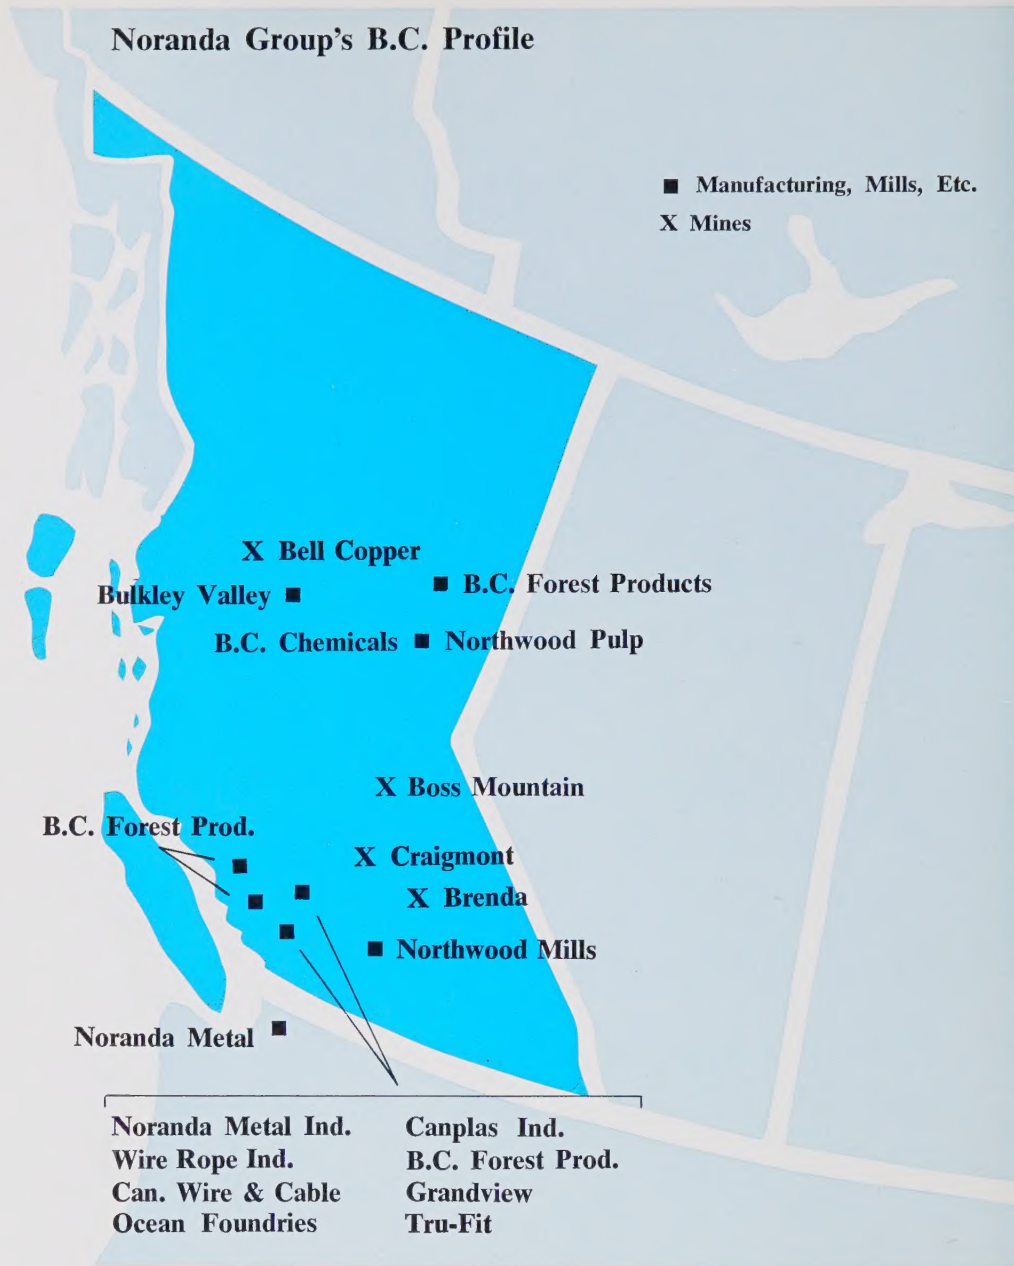 Noranda Group's B.C. Profile
■ Manufacturing, Mills, Etc.
X Mines
X Bell Copper
Bulkley Valley ■
■ B.C. Forest Products
B.C. Chemicals ■ Northwood Pulp
X Boss Mountain
B.C. Forest Prod.
X Craigmont
X Brenda
■ Northwood Mills
Noranda Metal ■
Noranda Metal Ind.
Wire Rope Ind.
Can. Wire & Cable
Ocean Foundries
Canplas Ind.
B.C. Forest Prod.
Grandview
Tru-Fit